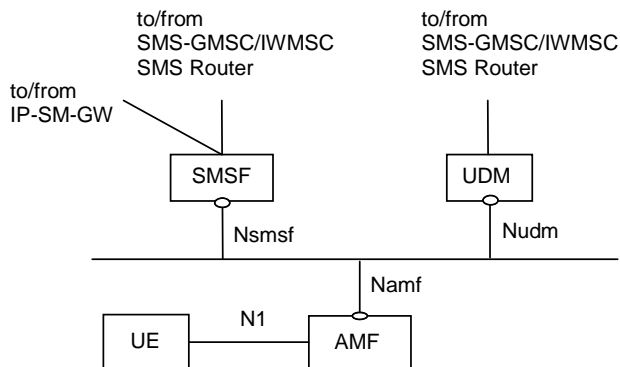 to/from
SMS-GMSC/IWMSC
SMS Router
to/from
SMS-GMSC/IWMSC
SMS Router
to/from
IP-SM-GW
SMSF
UDM
Nsmsf
Nudm
Namf
N1
UE
AMF